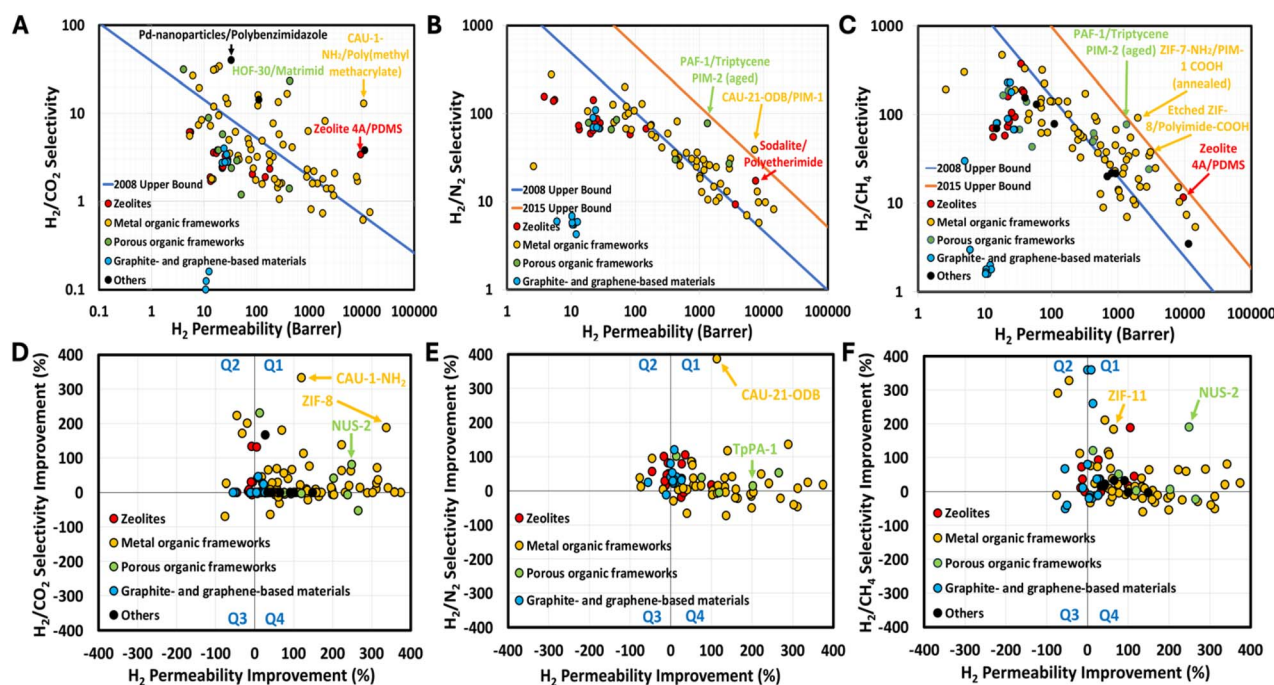 A
H₂/CO₂ Selectivity
1000
100
10
1
0.1
Pd-nanoparticles/Polybenzimidazole
CAU-1-
NH₂/Poly(methyl
methacrylate)
HOF-30/Matrimid
Zeolite 4A/PDMS
2008 Upper Bound
Zeolites
Metal organic frameworks
Porous organic frameworks
Graphite- and graphene-based materials
Others
0.1 1 10 100 1000 10000 100000
H₂ Permeability (Barrer)
B
H₂/N₂ Selectivity
1000
100
10
1
PAF-1/Triptycene
PIM-2 (aged)
CAU-21-ODB/PIM-1
Sodalite/
Polyetherimide
2008 Upper Bound
2015 Upper Bound
Zeolites
Metal organic frameworks
Porous organic frameworks
Graphite- and graphene-based materials
1 10 100 1000 10000 100000
H₂ Permeability (Barrer)
C
H₂/CH₄ Selectivity
1000
100
10
1
PAF-1/Triptycene
PIM-2 (aged)
ZIF-7-NH₂/PIM-
1 COOH
(annealed)
Etched ZIF-
8/Polyimide-COOH
Zeolite
4A/PDMS
2008 Upper Bound
2015 Upper Bound
Zeolites
Metal organic frameworks
Porous organic frameworks
Graphite- and graphene-based materials
Others
1 10 100 1000 10000 100000
H₂ Permeability (Barrer)
D
H₂/CO₂ Selectivity Improvement (%)
400
300
200
100
0
-100
-200
-300
-400
Q2 Q1
CAU-1-NH₂
ZIF-8
NUS-2
Zeolites
Metal organic frameworks
Porous organic frameworks
Graphite- and graphene-based materials
Others
Q3 Q4
-400 -300 -200 -100 0 100 200 300 400
H₂ Permeability Improvement (%)
E
H₂/N₂ Selectivity Improvement (%)
400
300
200
100
0
-100
-200
-300
-400
Q2 Q1
CAU-21-ODB
TpPA-1
Zeolites
Metal organic frameworks
Porous organic frameworks
Graphite- and graphene-based materials
Q3 Q4
-400 -300 -200 -100 0 100 200 300 400
H₂ Permeability Improvement (%)
F
H₂/CH₄ Selectivity Improvement (%)
400
300
200
100
0
-100
-200
-300
-400
Q2 Q1
ZIF-11
NUS-2
Zeolites
Metal organic frameworks
Porous organic frameworks
Graphite- and graphene-based materials
Others
Q3 Q4
-400 -300 -200 -100 0 100 200 300 400
H₂ Permeability Improvement (%)